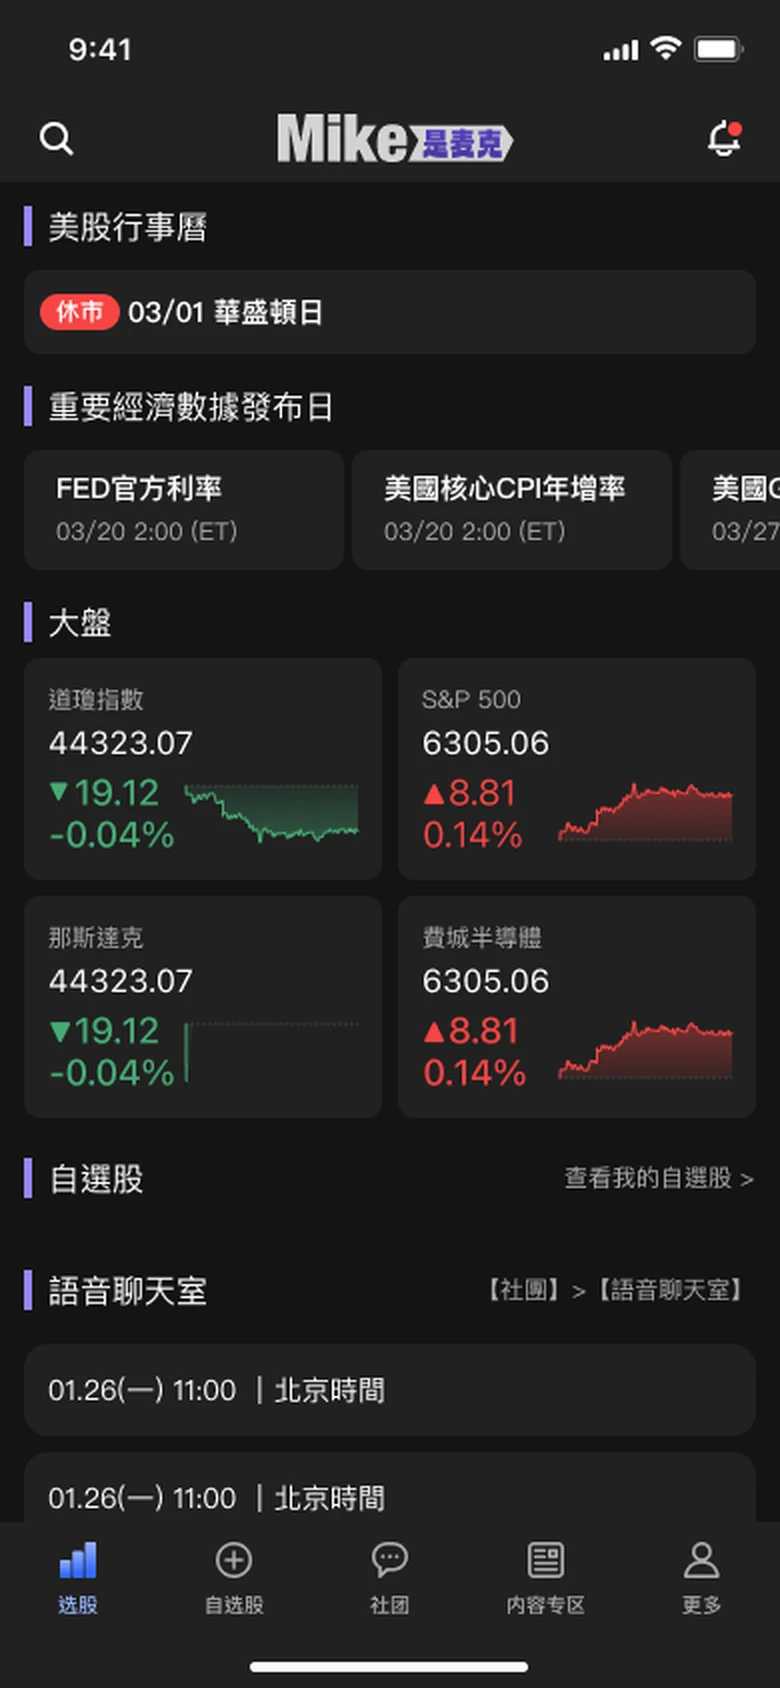 9:41
Mike是麦克
美股行事曆
休市 03/01 華盛頓日
重要經濟數據發布日
FED官方利率
03/20 2:00 (ET)
美國核心CPI年增率
03/20 2:00 (ET)
美國G
03/27
大盤
道瓊指數
44323.07
▼19.12
-0.04%
S&P 500
6305.06
▲8.81
0.14%
那斯達克
44323.07
▼19.12
-0.04%
費城半導體
6305.06
▲8.81
0.14%
自選股
查看我的自選股 >
語音聊天室
【社團】>【語音聊天室】
01.26(一) 11:00 ｜北京時間
01.26(一) 11:00 ｜北京時間
选股
自选股
社团
内容专区
更多